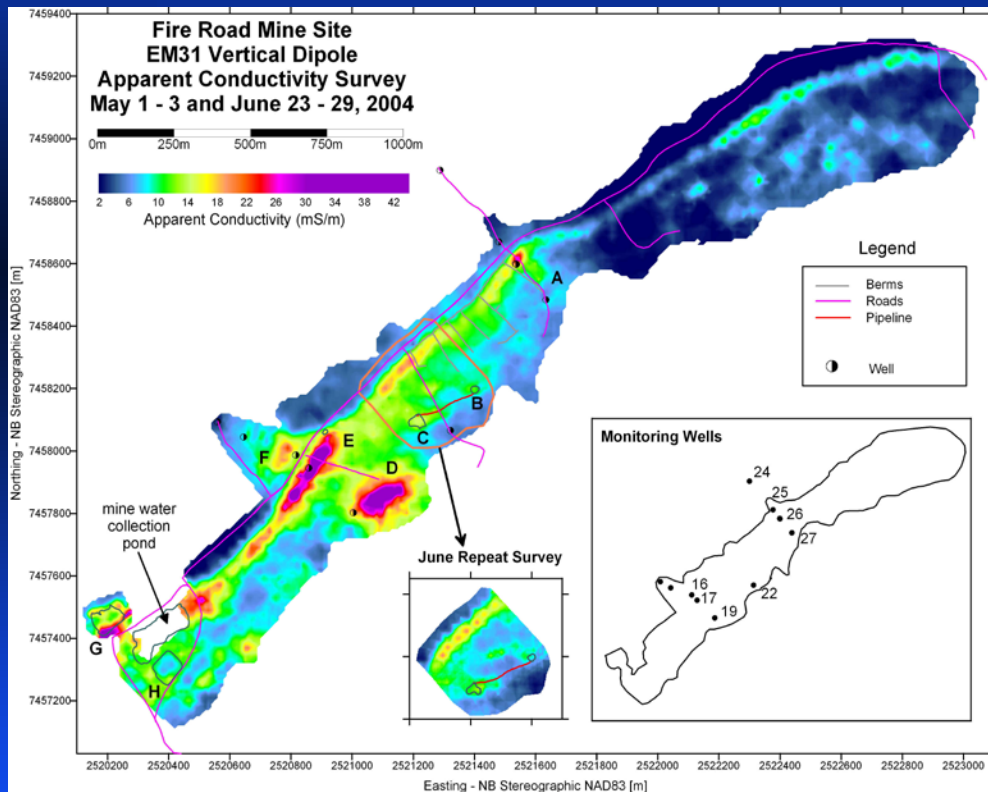 Fire Road Mine Site
EM31 Vertical Dipole
Apparent Conductivity Survey
May 1 - 3 and June 23 - 29, 2004
0m 250m 500m 750m 1000m
2 6 10 14 18 22 26 28 33 38 42
Apparent Conductivity (mS/m)
Northing - NB Stereographic NAD83 [m]
7459400
7459200
7459000
7458800
7458600
7458400
7458200
7458000
7457800
7457600
7457400
7457200
A
B
C
D
E
F
G
H
mine water
collection
pond
June Repeat Survey
Legend
Berms
Roads
Pipeline
Well
Monitoring Wells
24
25
26
27
16
17
22
19
2520200 2520400 2520600 2520800 2521000 2521200 2521400 2521600 2521800 2522000 2522200 2522400 2522600 2522800 2523000
Easting - NB Stereographic NAD83 [m]